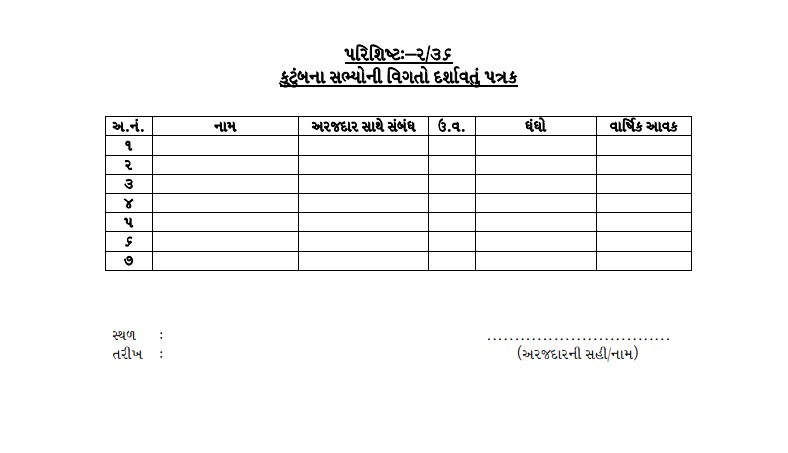 પરિશિષ્ટઃ–૨/૩૬
કુટુંબના સભ્યોની વિગતો દર્શાવતું પત્રક
અ.નં. નામ અરજદાર સાથે સંબંધ ઉ.વ. ધંધો વાર્ષિક આવક
૧
૨
૩
૪
૫
૬
૭
સ્થળ :
તરીખ : .................................
(અરજદારની સહી/નામ)